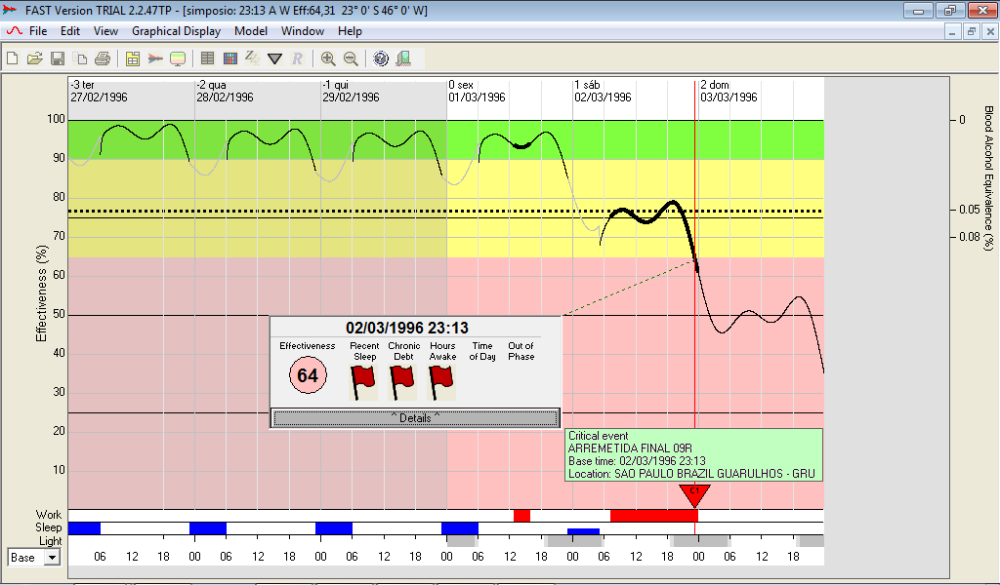 FAST Version TRIAL 2.2.47TP - [simposio: 23:13 A W Eff:64,31  23° 0' S 46° 0' W]
File Edit View Graphical Display Model Window Help
-3 ter -2 qua -1 qui 0 sex 1 sáb 2 dom
27/02/1996 28/02/1996 29/02/1996 01/03/1996 02/03/1996 03/03/1996
100
90
80
70
60
50
40
30
20
10
Effectiveness (%)
0
0.05
0.08
Blood Alcohol Equivalence (%)
02/03/1996 23:13
Effectiveness Recent Sleep Chronic Debt Hours Awake Time of Day Out of Phase
64
^ Details ^
Critical event
ARREMETIDA FINAL 09R
Base time: 02/03/1996 23:13
Location: SAO PAULO BRAZIL GUARULHOS - GRU
Work
Sleep
Light
Base
06 12 18 00 06 12 18 00 06 12 18 00 06 12 18 00 06 12 18 00 06 12 18